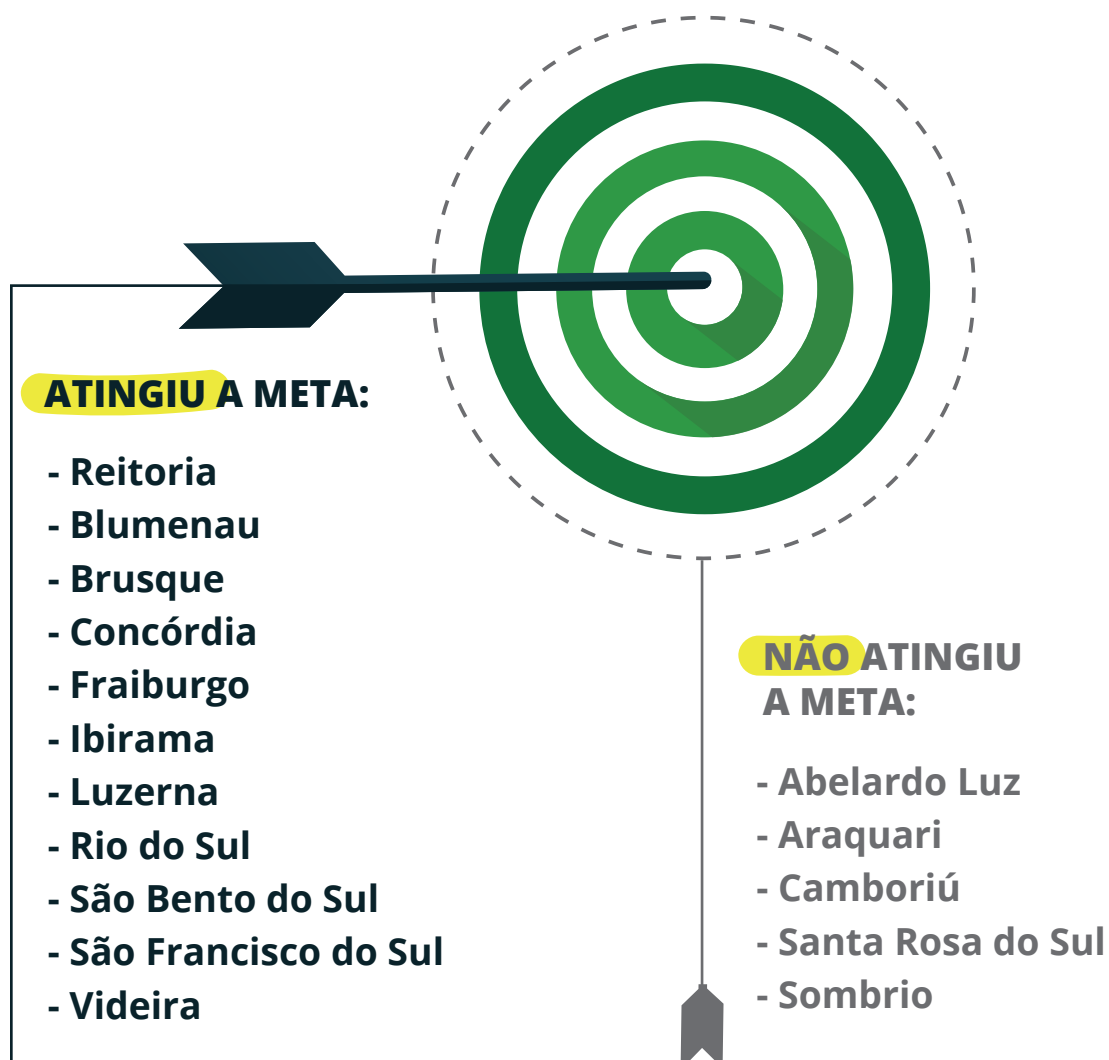 ATINGIU A META:
- Reitoria
- Blumenau
- Brusque
- Concórdia
- Fraiburgo
- Ibirama
- Luzerna
- Rio do Sul
- São Bento do Sul
- São Francisco do Sul
- Videira
NÃO ATINGIU
A META:
- Abelardo Luz
- Araquari
- Camboriú
- Santa Rosa do Sul
- Sombrio